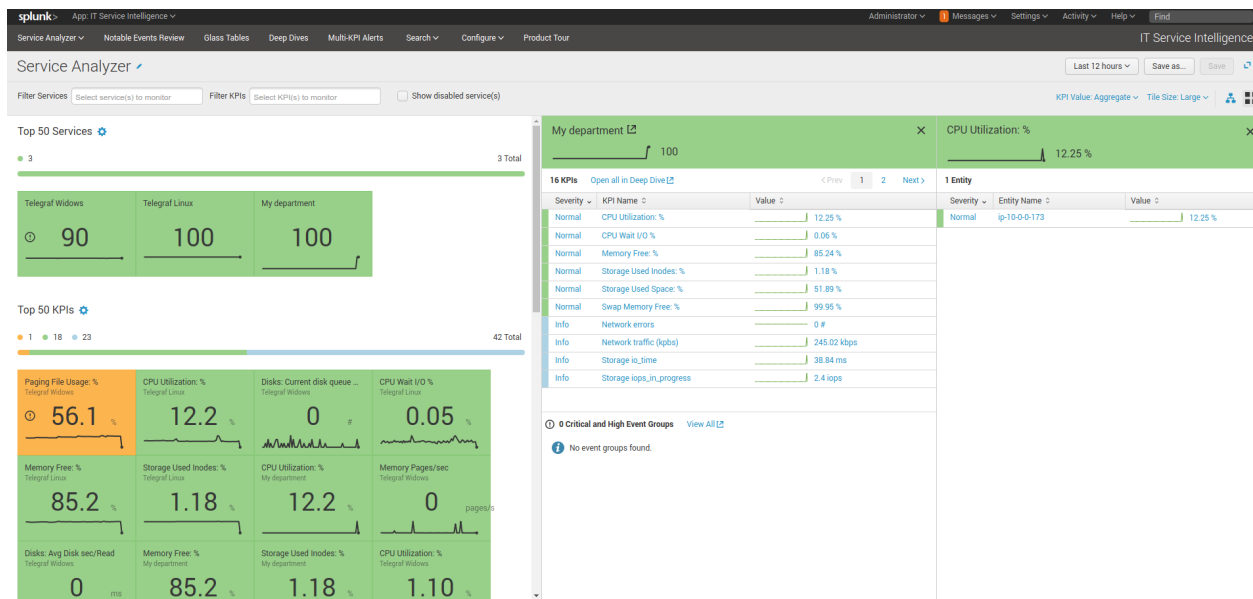 splunk> App: IT Service Intelligence Administrator 1 Messages Settings Activity Help Find
Service Analyzer Notable Events Review Glass Tables Deep Dives Multi-KPI Alerts Search Configure Product Tour IT Service Intelligence
Service Analyzer Last 12 hours Save as... Save
Filter Services Select service(s) to monitor Filter KPIs Select KPI(s) to monitor Show disabled service(s) KPI Value: Aggregate Tile Size: Large
Top 50 Services
3 3 Total
Telegraf Widows Telegraf Linux My department
90 100 100
Top 50 KPIs
1 18 23 42 Total
Paging File Usage: % CPU Utilization: % Disks: Current disk queue ... CPU Wait I/O %
Telegraf Widows Telegraf Linux Telegraf Widows Telegraf Linux
56.1 % 12.2 % 0 # 0.05 %
Memory Free: % Storage Used Inodes: % CPU Utilization: % Memory Pages/sec
Telegraf Linux Telegraf Linux My department Telegraf Widows
85.2 % 1.18 % 12.2 % 0 pages/s
Disks: Avg Disk sec/Read Memory Free: % Storage Used Inodes: % CPU Utilization: %
Telegraf Widows My department My department Telegraf Widows
0 ms 85.2 % 1.18 % 1.10 %
My department
100
16 KPIs Open all in Deep Dive < Prev 1 2 Next >
Severity KPI Name Value
Normal CPU Utilization: % 12.25 %
Normal CPU Wait I/O % 0.06 %
Normal Memory Free: % 85.24 %
Normal Storage Used Inodes: % 1.18 %
Normal Storage Used Space: % 51.89 %
Normal Swap Memory Free: % 99.95 %
Info Network errors 0 #
Info Network traffic (kpbs) 245.02 kbps
Info Storage io_time 38.84 ms
Info Storage iops_in_progress 2.4 iops
0 Critical and High Event Groups View All
No event groups found.
CPU Utilization: %
12.25 %
1 Entity
Severity Entity Name Value
Normal ip-10-0-0-173 12.25 %